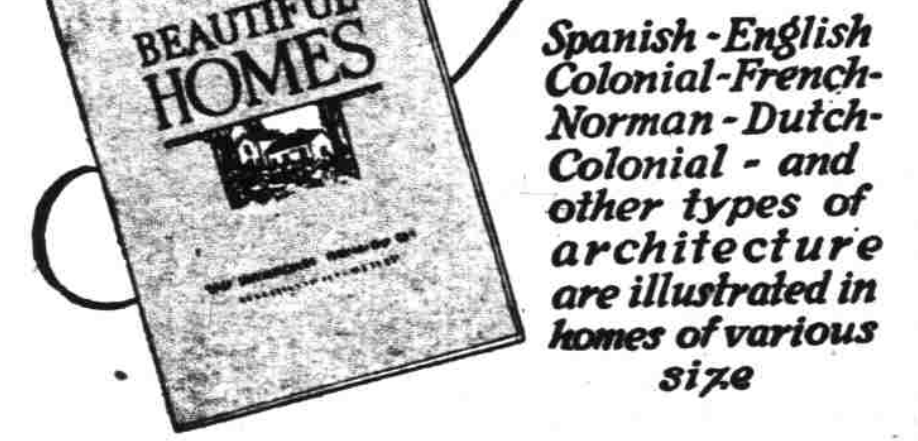 BEAUTIFUL
HOMES
Spanish - English
Colonial - French-
Norman - Dutch-
Colonial - and
other types of
architecture
are illustrated in
homes of various
size